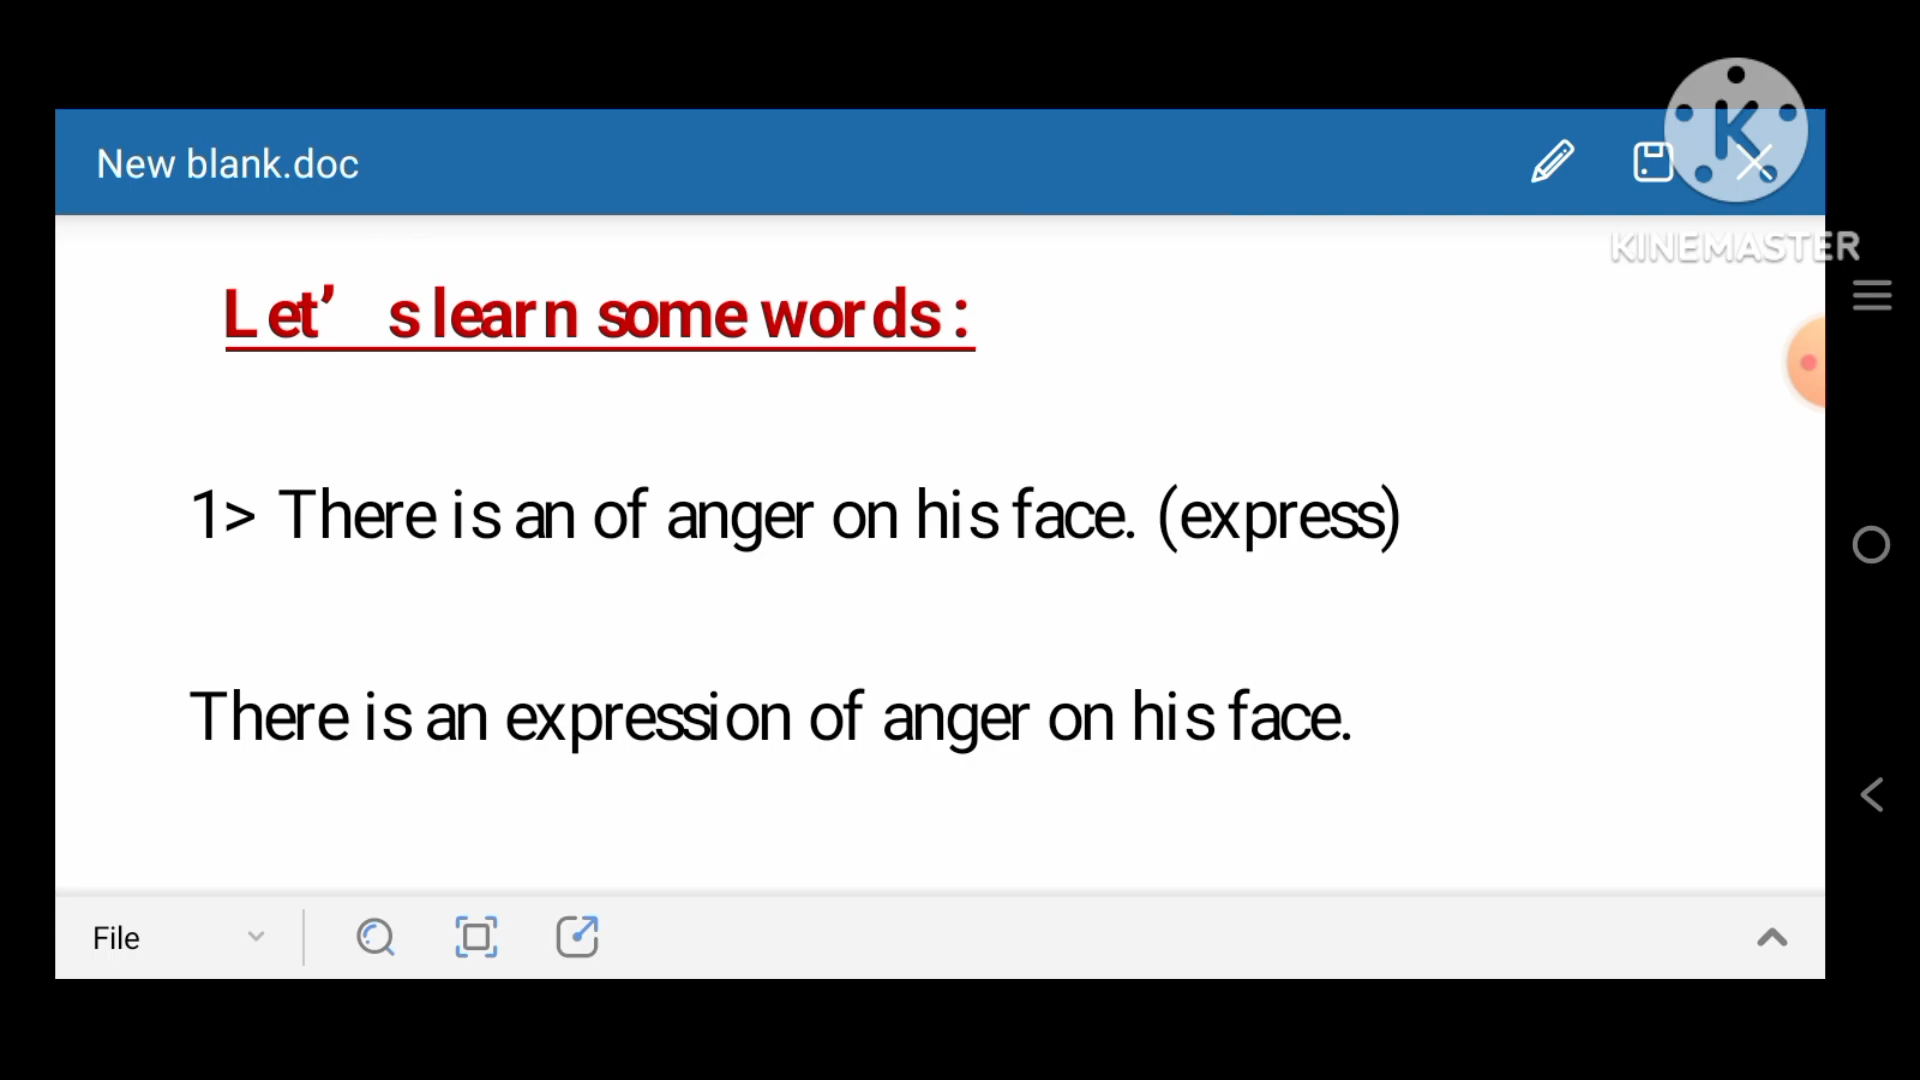 New blank.doc
K
KINEMASTER
Let's learn some words:
1> There is an of anger on his face. (express)
There is an expression of anger on his face.
File